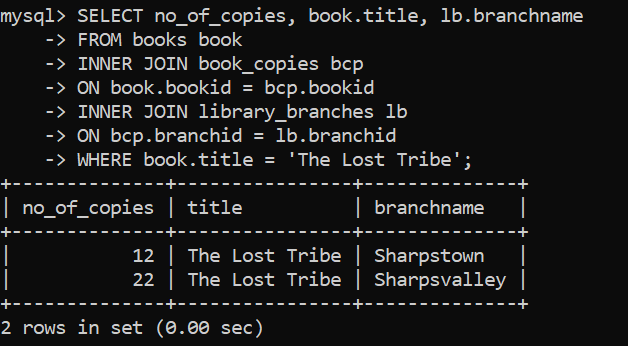 mysql> SELECT no_of_copies, book.title, lb.branchname
    -> FROM books book
    -> INNER JOIN book_copies bcp
    -> ON book.bookid = bcp.bookid
    -> INNER JOIN library_branches lb
    -> ON bcp.branchid = lb.branchid
    -> WHERE book.title = 'The Lost Tribe';
+--------------+----------------+--------------+
| no_of_copies | title          | branchname   |
+--------------+----------------+--------------+
|           12 | The Lost Tribe | Sharpstown   |
|           22 | The Lost Tribe | Sharpsvalley |
+--------------+----------------+--------------+
2 rows in set (0.00 sec)